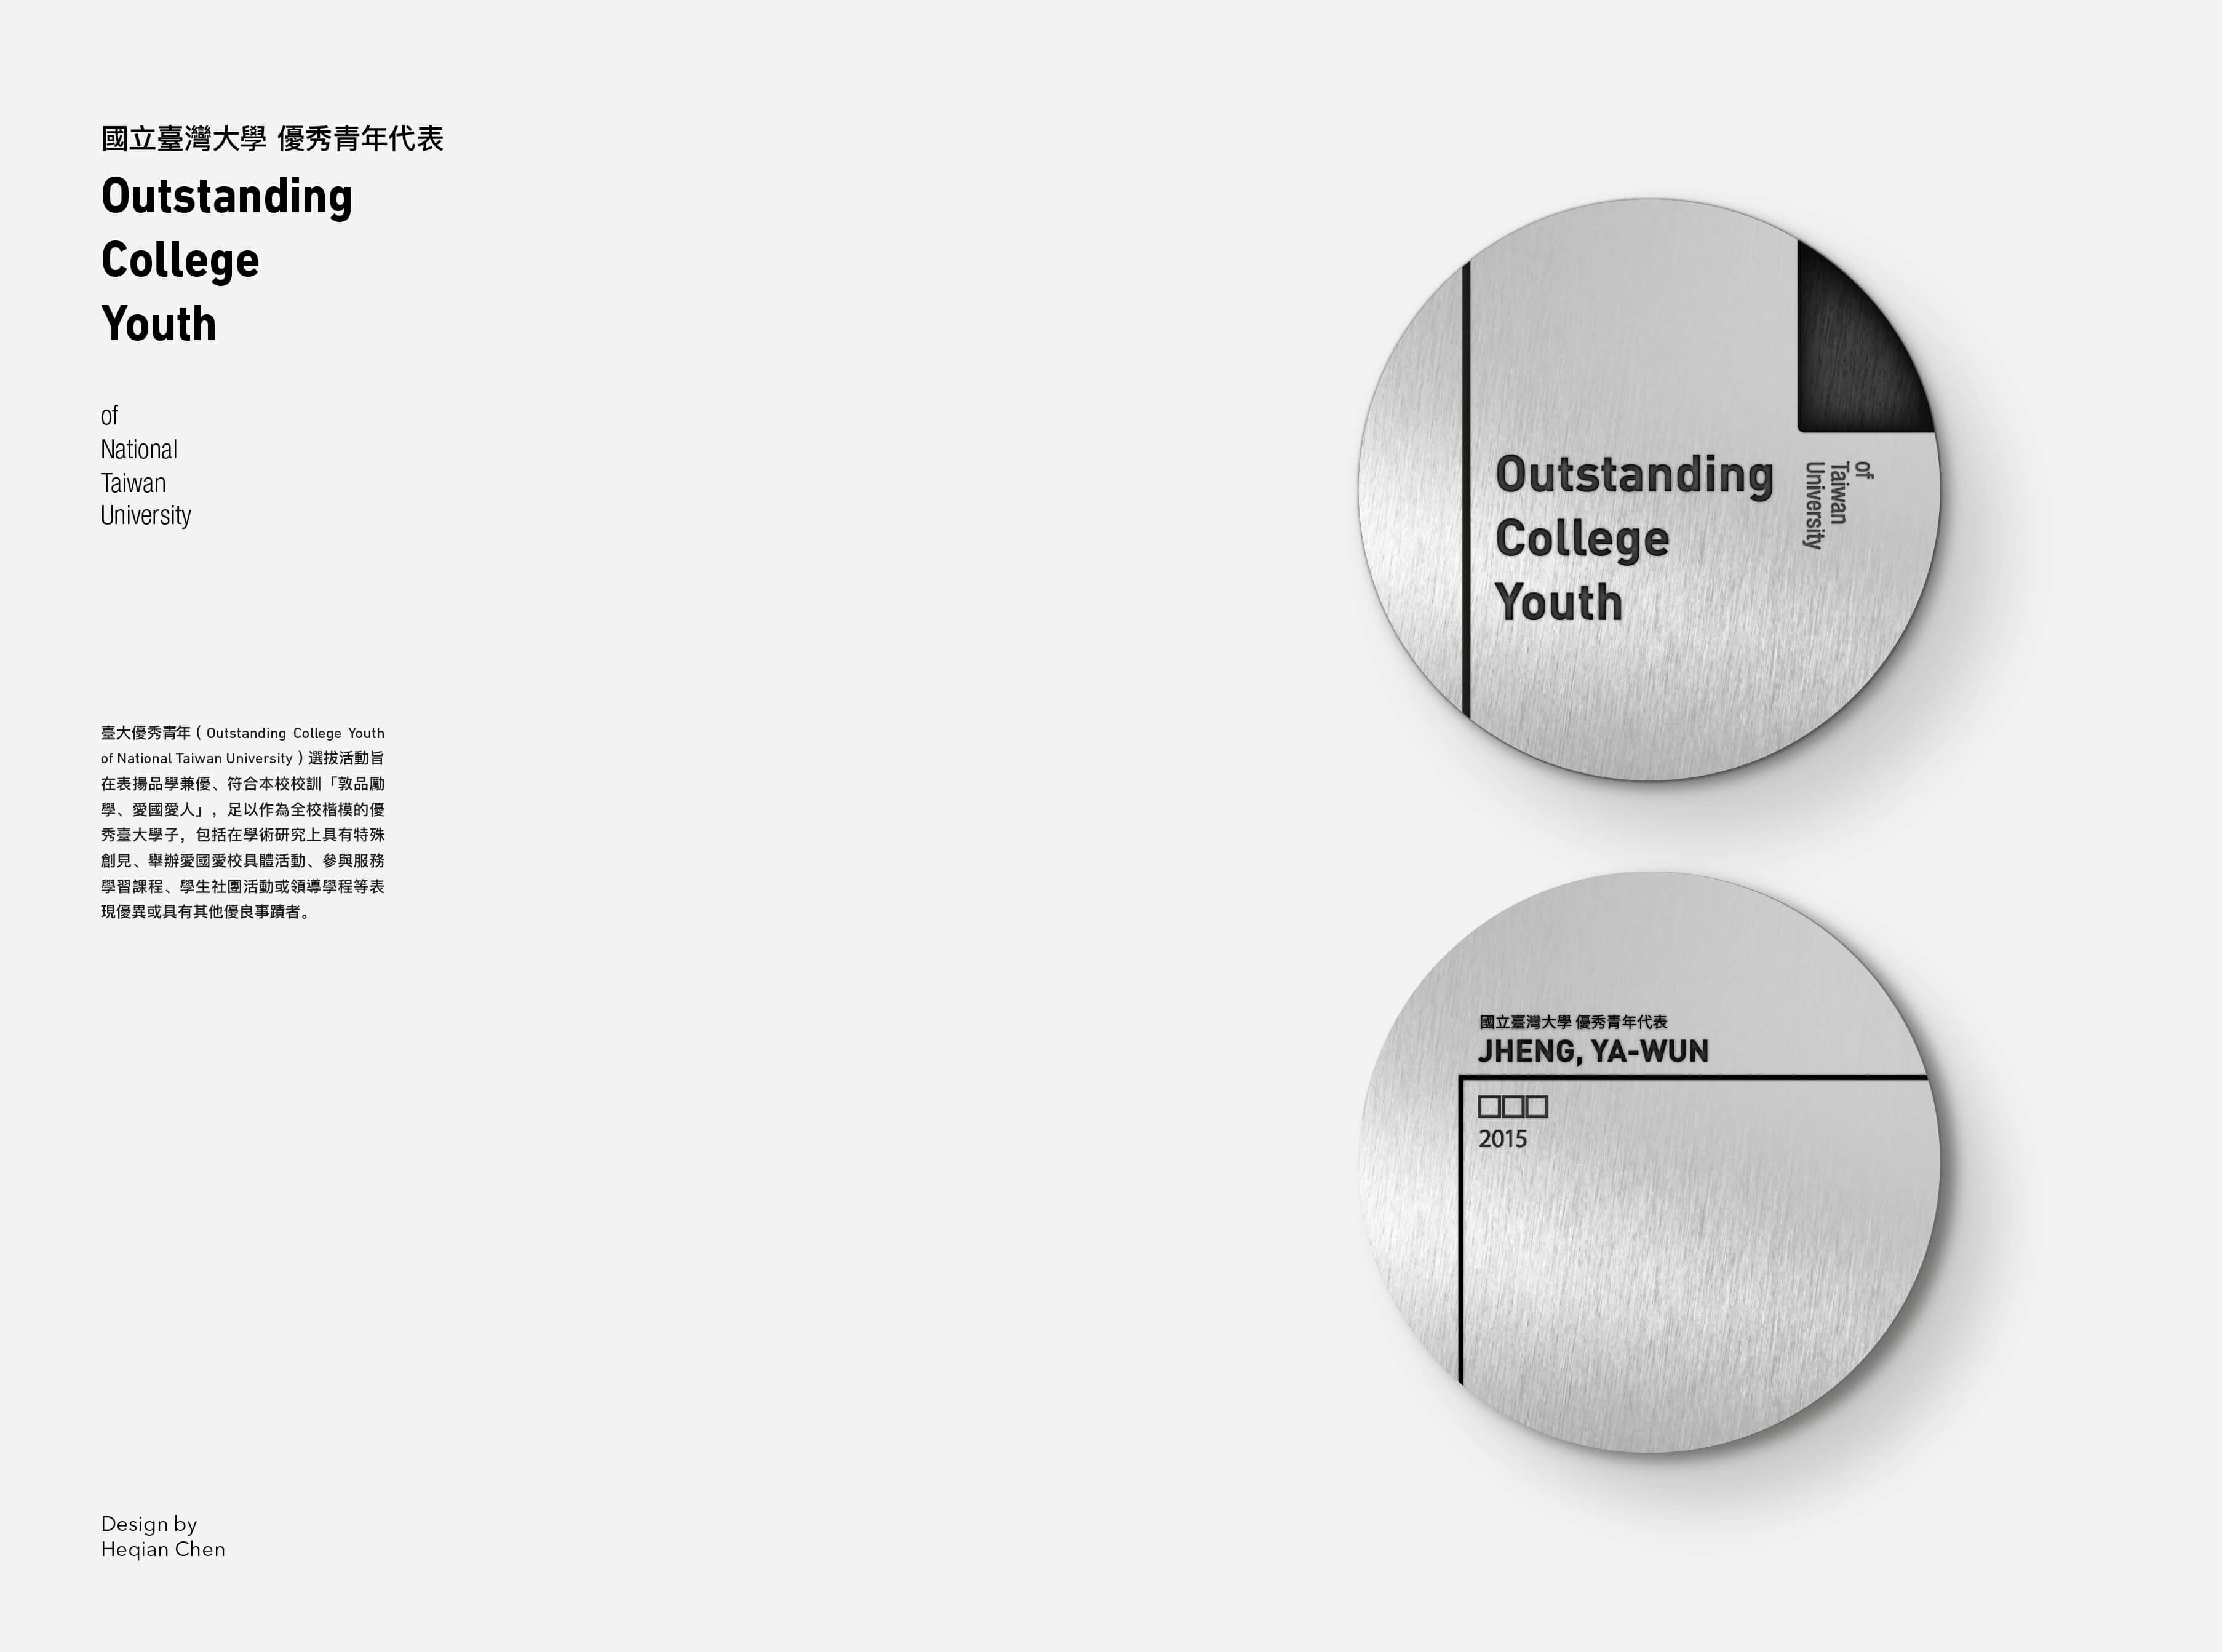 國立臺灣大學 優秀青年代表
Outstanding
College
Youth
of
National
Taiwan
University
臺大優秀青年 ( Outstanding College Youth
of National Taiwan University ) 選拔活動旨
在表揚品學兼優、符合本校校訓「敦品勵
學、愛國愛人」，足以作為全校楷模的優
秀臺大學子，包括在學術研究上具有特殊
創見、舉辦愛國愛校具體活動、參與服務
學習課程、學生社團活動或領導學程等表
現優異或具有其他優良事蹟者。
Design by
Heqian Chen
Outstanding
College
Youth
of
Taiwan
University
國立臺灣大學 優秀青年代表
JHENG, YA-WUN
□□□
2015